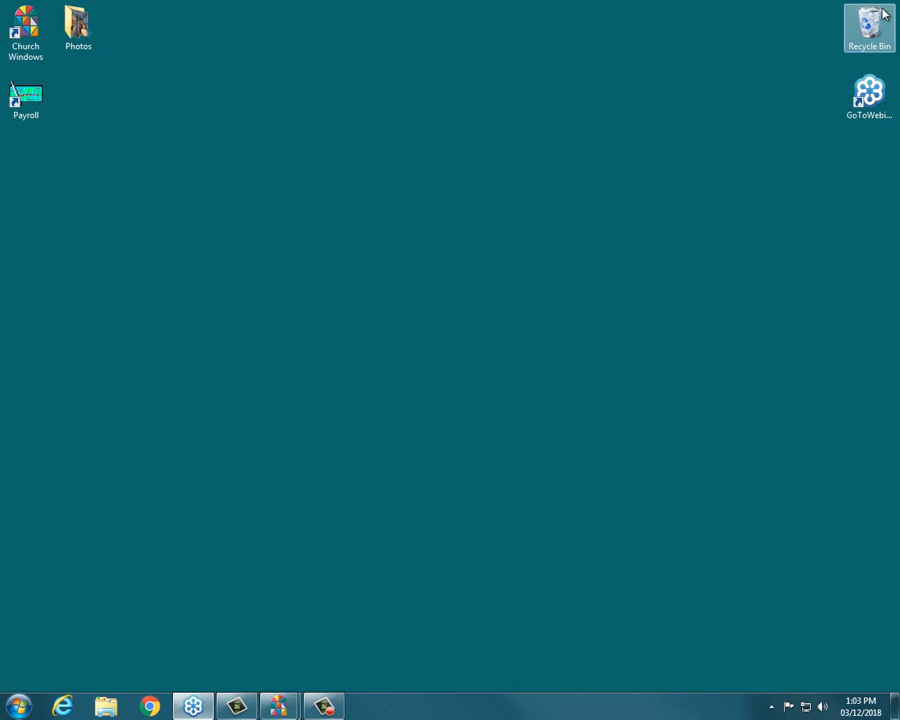 Church
Windows
Photos
Recycle Bin
Payroll
GoToWebi...
1:03 PM
03/12/2018